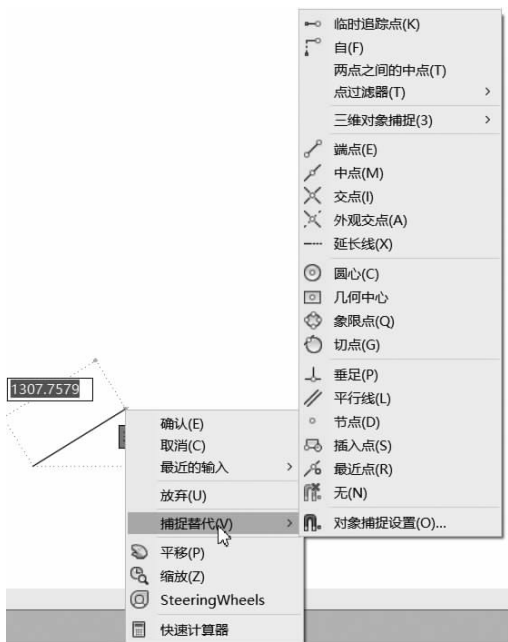 临时追踪点(K)
自(F)
两点之间的中点(T)
点过滤器(T)
三维对象捕捉(3)
端点(E)
中点(M)
交点(I)
外观交点(A)
延长线(X)
圆心(C)
几何中心
象限点(Q)
切点(G)
垂足(P)
平行线(L)
节点(D)
插入点(S)
最近点(R)
无(N)
对象捕捉设置(O)...
1307.7579
确认(E)
取消(C)
最近的输入
放弃(U)
捕捉替代(V)
平移(P)
缩放(Z)
SteeringWheels
快速计算器